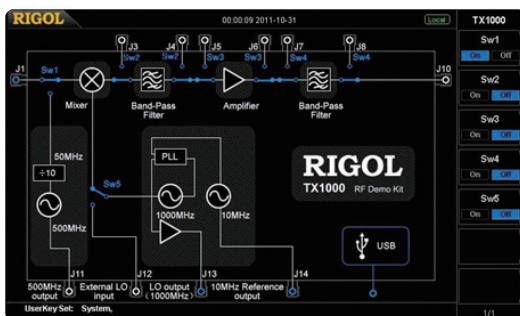 RIGOL
00:00:09 2011-10-31
Local
TX1000
Sw1
On Off
Sw2
On Off
Sw3
On Off
Sw4
On Off
Sw5
On Off
1/1
J3
J4
J5
J6
J7
J8
Sw2
Sw2
Sw3
Sw3
Sw4
Sw4
J1
Sw1
J10
Mixer
Band-Pass
Filter
Amplifier
Band-Pass
Filter
50MHz
÷10
500MHz
Sw5
PLL
1000MHz
10MHz
RIGOL
TX1000 RF Demo Kit
USB
J11
J12
J13
J14
500MHz
output
External LO
input
LO output
(1000MHz)
10MHz Reference
output
UserKey Set: System,